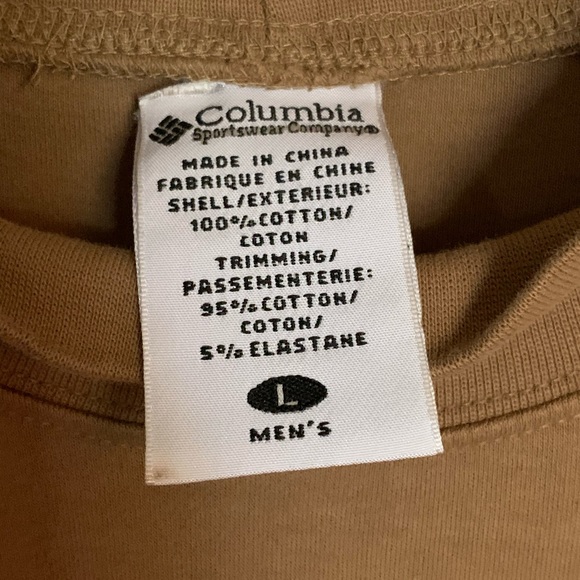 Columbia
Sportswear Company®
MADE IN CHINA
FABRIQUE EN CHINE
SHELL/EXTERIEUR:
100% COTTON/
COTON
TRIMMING/
PASSEMENTERIE:
95% COTTON/
COTON/
5% ELASTANE
L
MEN'S